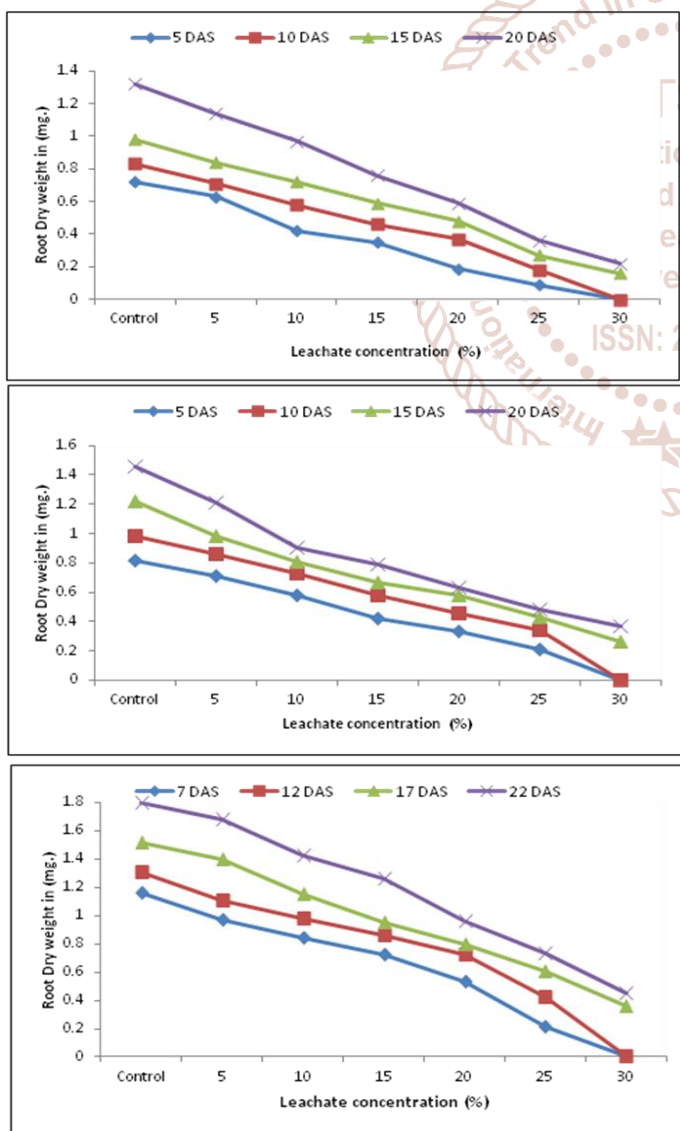 5 DAS 10 DAS 15 DAS 20 DAS
Trend in S
1.4
1.2
1
0.8
0.6
0.4
0.2
0
Root Dry weight in (mg.)
Control 5 10 15 20 25 30
Leachate concentration (%)
ISSN: 2
Internation
5 DAS 10 DAS 15 DAS 20 DAS
1.6
1.4
1.2
1
0.8
0.6
0.4
0.2
0
Root Dry weight in (mg.)
Control 5 10 15 20 25 30
Leachate concentration (%)
7 DAS 12 DAS 17 DAS 22 DAS
1.8
1.6
1.4
1.2
1
0.8
0.6
0.4
0.2
0
Root Dry weight in (mg.)
Control 5 10 15 20 25 30
Leachate concentration (%)